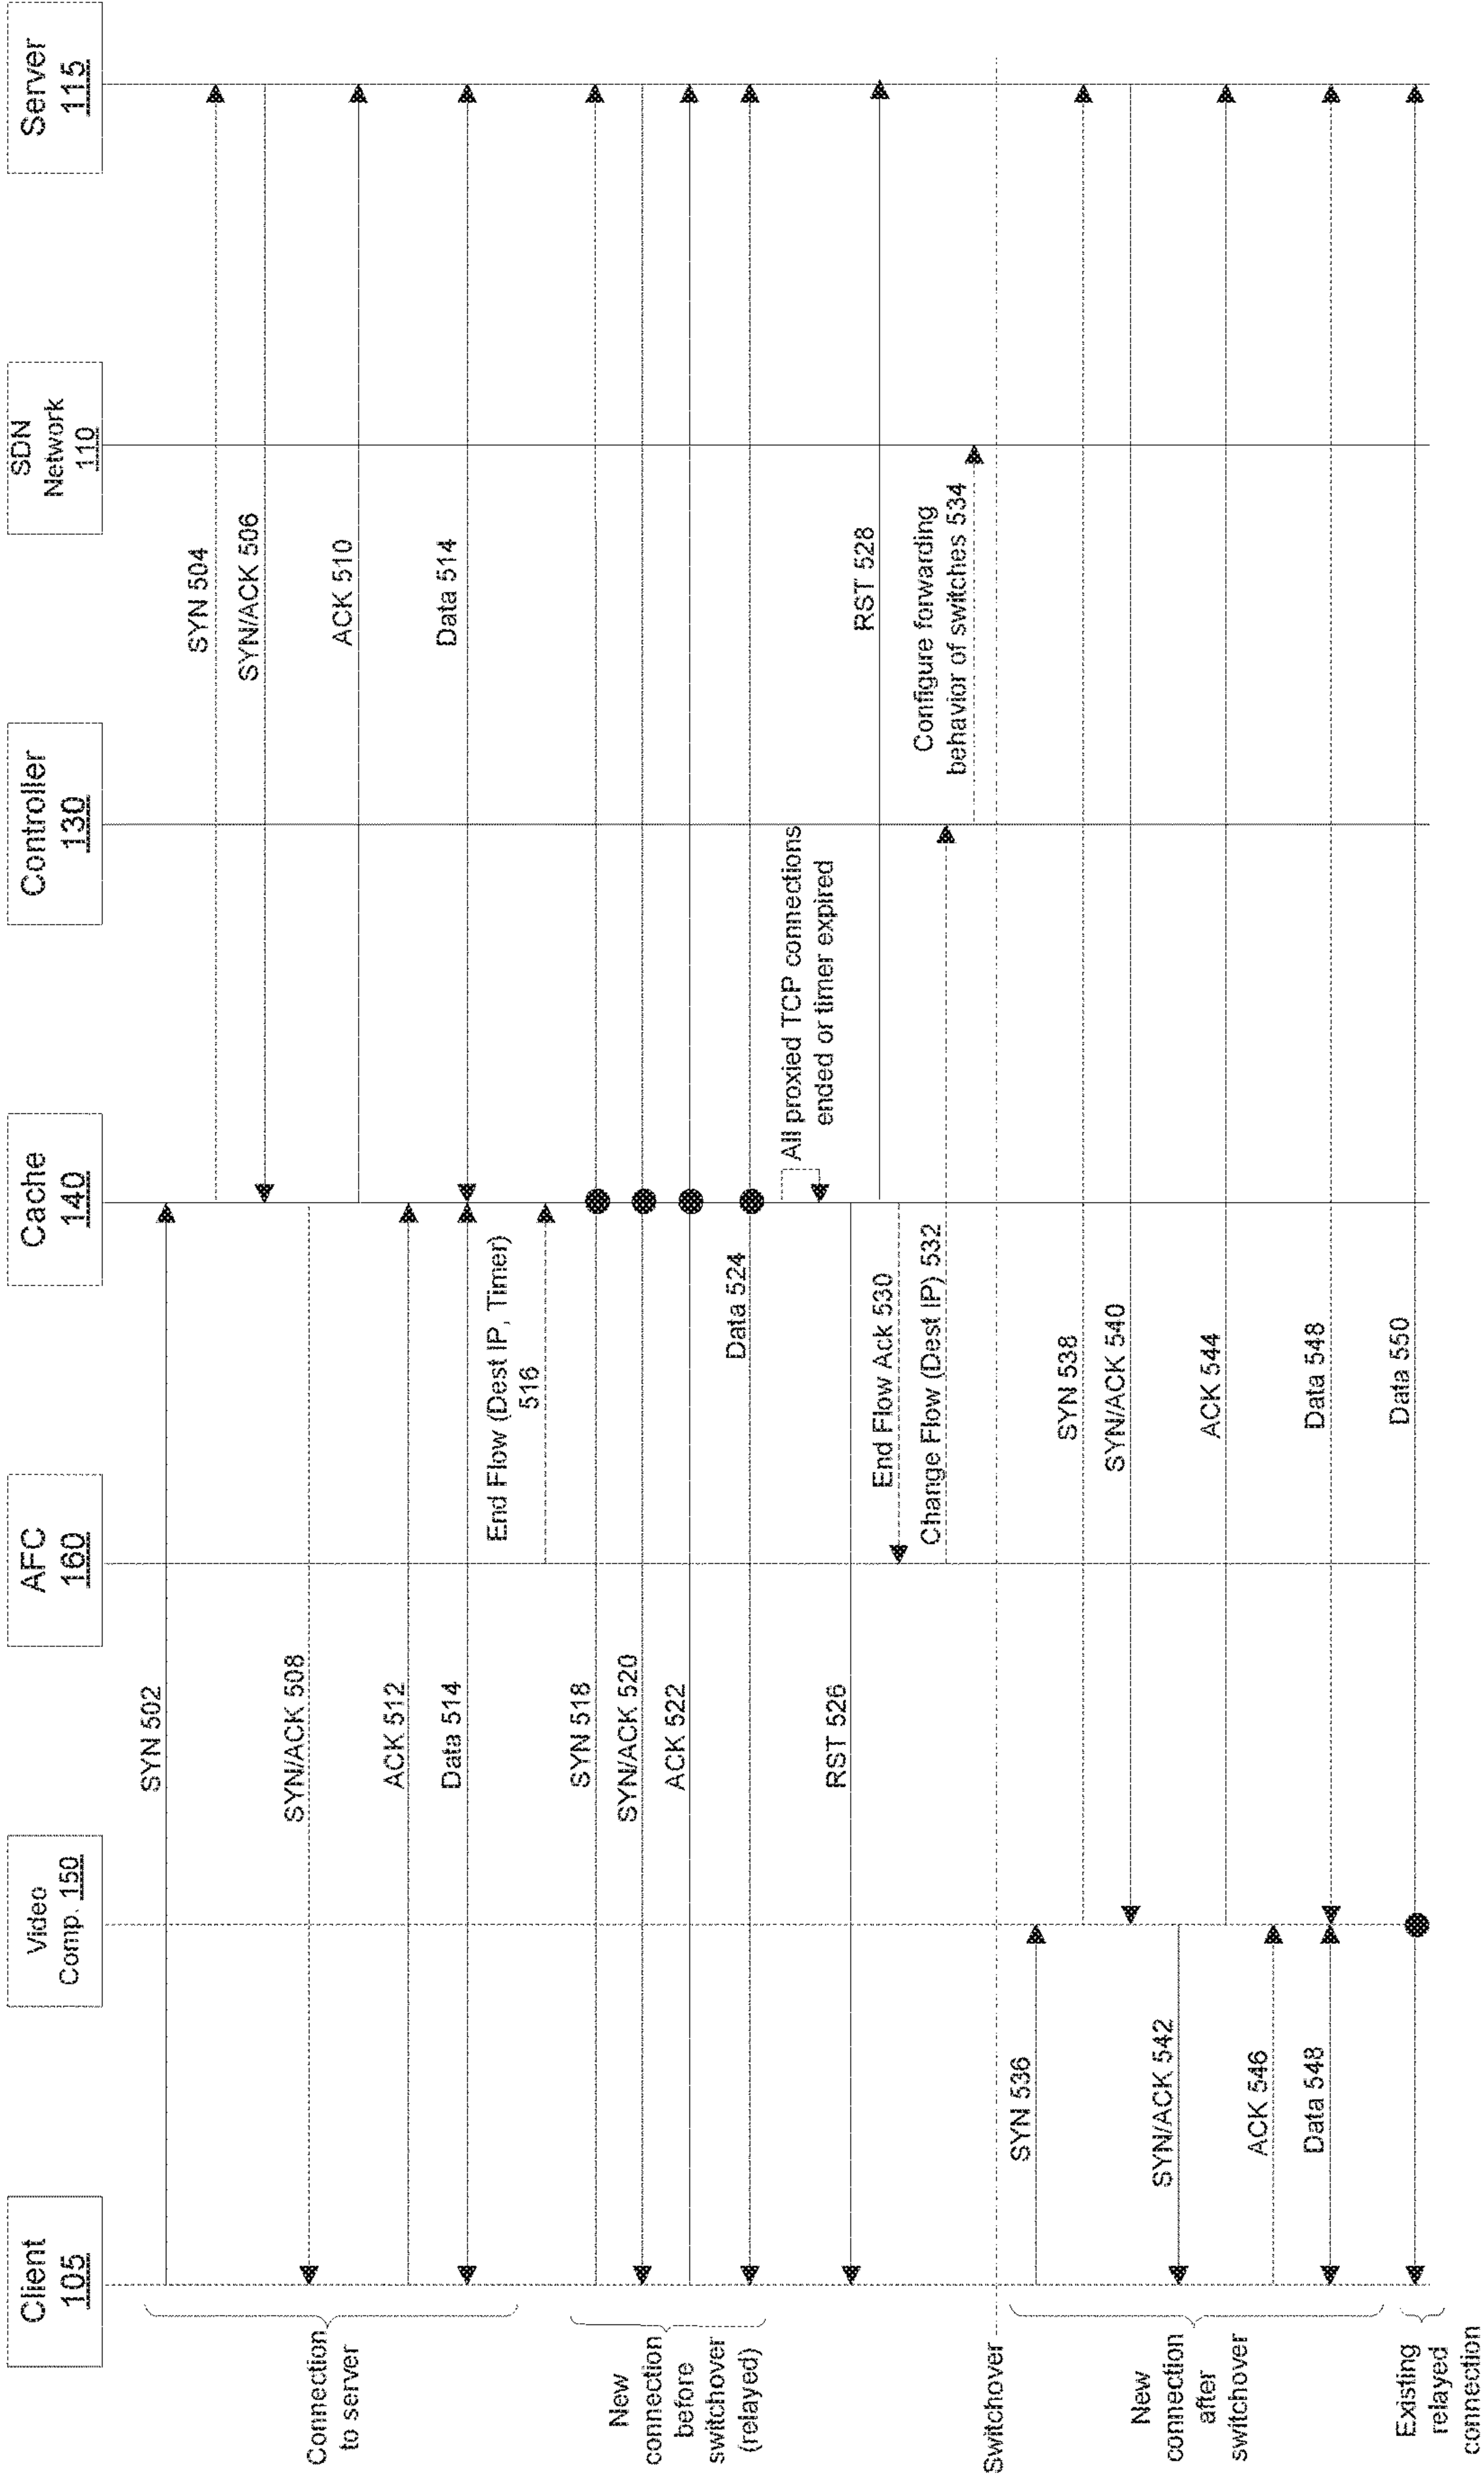 Client
105
Video
Comp. 150
AFC
160
Cache
140
Controller
130
SDN
Network
110
Server
115
Connection
to server
SYN 502
SYN 504
SYN/ACK 506
SYN/ACK 508
ACK 510
ACK 512
Data 514
Data 514
End Flow (Dest IP, Timer)
516
New
connection
before
switchover
(relayed)
SYN 518
SYN/ACK 520
ACK 522
Data 524
All proxied TCP connections
ended or timer expired
RST 526
RST 528
End Flow Ack 530
Change Flow (Dest IP) 532
Configure forwarding
behavior of switches 534
Switchover
New
connection
after
switchover
SYN 536
SYN 538
SYN/ACK 540
SYN/ACK 542
ACK 544
ACK 546
Data 548
Data 548
Existing
relayed
connection
Data 550